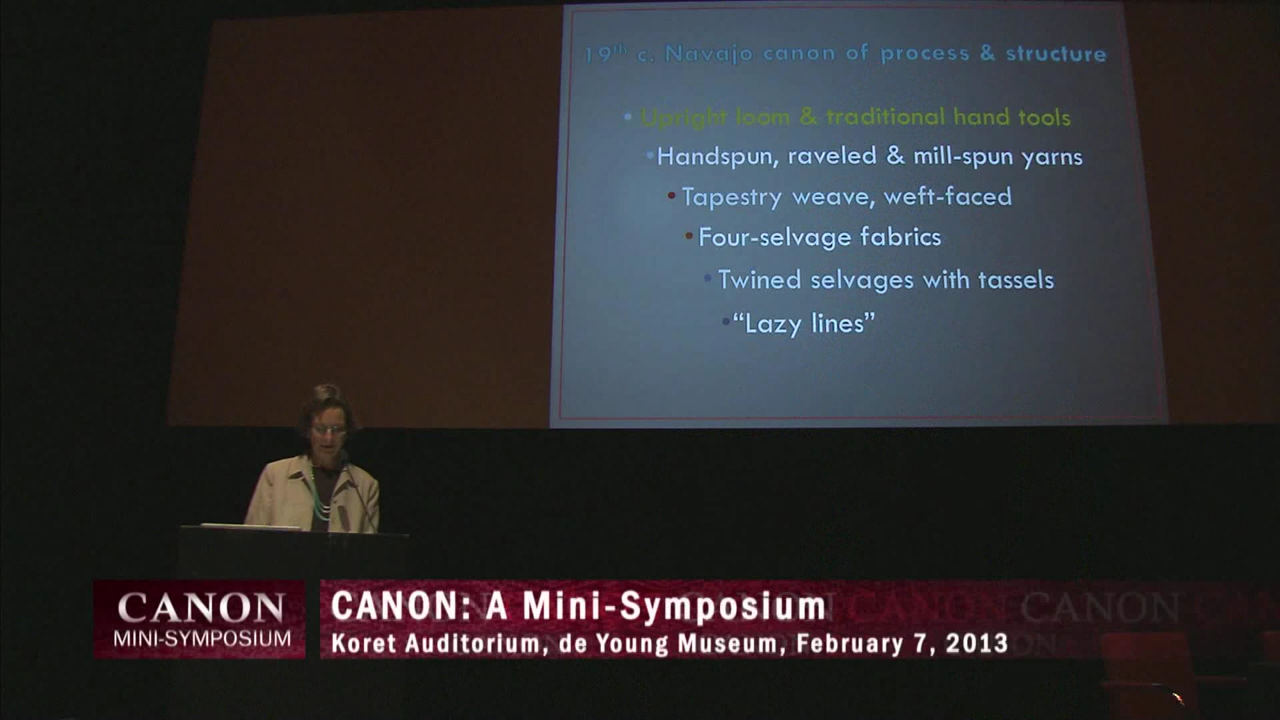 19th c. Navajo canon of process & structure
• Upright loom & traditional hand tools
• Handspun, raveled & mill-spun yarns
• Tapestry weave, weft-faced
• Four-selvage fabrics
• Twined selvages with tassels
• “Lazy lines”
CANON
MINI-SYMPOSIUM
CANON: A Mini-Symposium
Koret Auditorium, de Young Museum, February 7, 2013
CANON
CANON